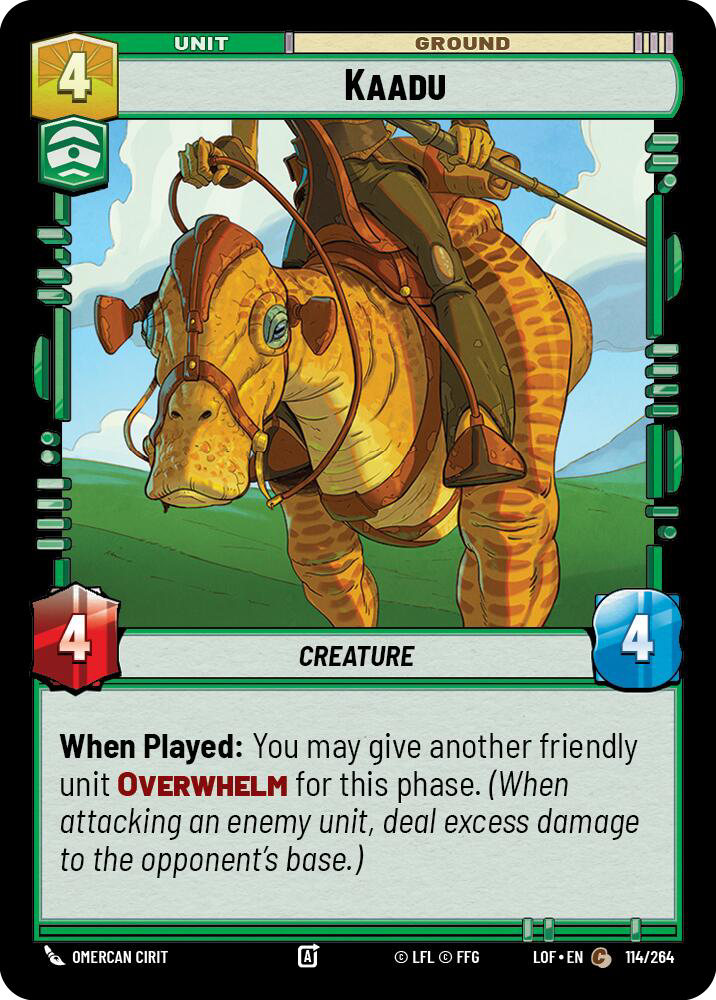 UNIT
GROUND
4
KAADU
4
CREATURE
4
When Played: You may give another friendly
unit OVERWHELM for this phase. (When
attacking an enemy unit, deal excess damage
to the opponent's base.)
OMERCAN CIRIT
A
© LFL © FFG
LOF • EN
C
114/264